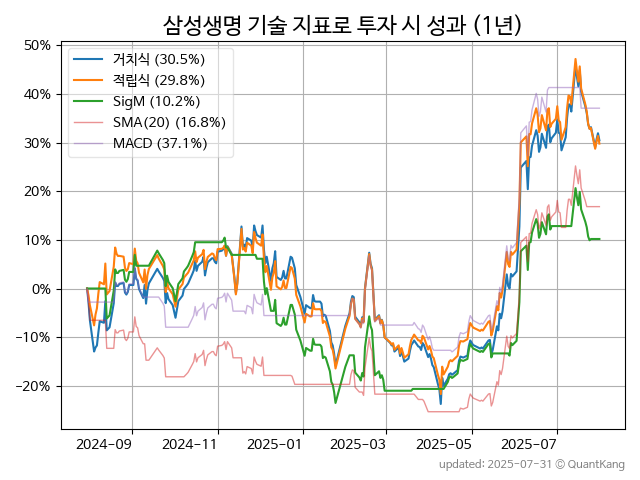 삼성생명 기술 지표로 투자 시 성과 (1년)
50%
40%
30%
20%
10%
0%
−10%
−20%
거치식 (30.5%)
적립식 (29.8%)
SigM (10.2%)
SMA(20) (16.8%)
MACD (37.1%)
2024-09 2024-11 2025-01 2025-03 2025-05 2025-07
updated: 2025-07-31 © QuantKang